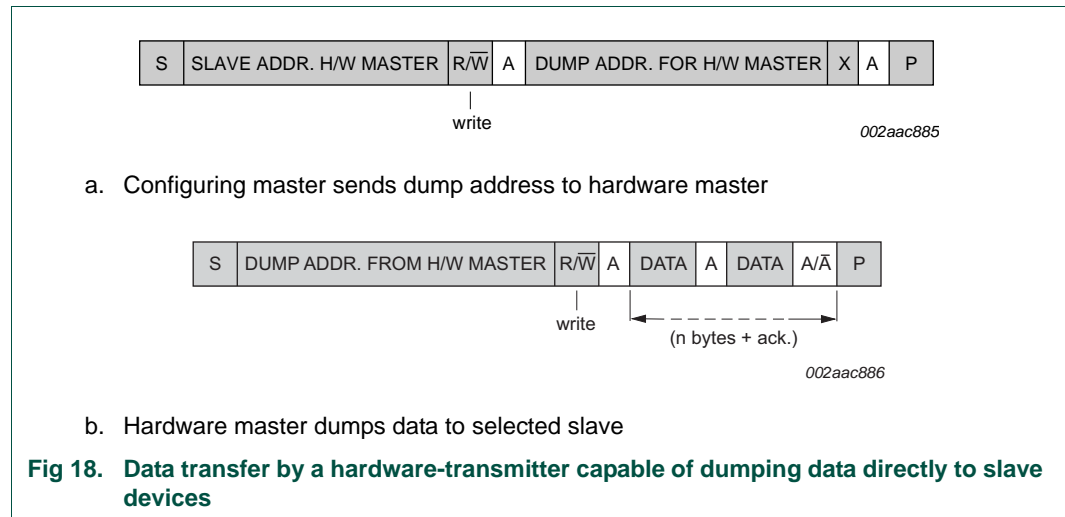 S SLAVE ADDR. H/W MASTER R/W̅ A DUMP ADDR. FOR H/W MASTER X A P
write
002aac885
a. Configuring master sends dump address to hardware master
S DUMP ADDR. FROM H/W MASTER R/W̅ A DATA A DATA A/A̅ P
write
(n bytes + ack.)
002aac886
b. Hardware master dumps data to selected slave
Fig 18. Data transfer by a hardware-transmitter capable of dumping data directly to slave
devices